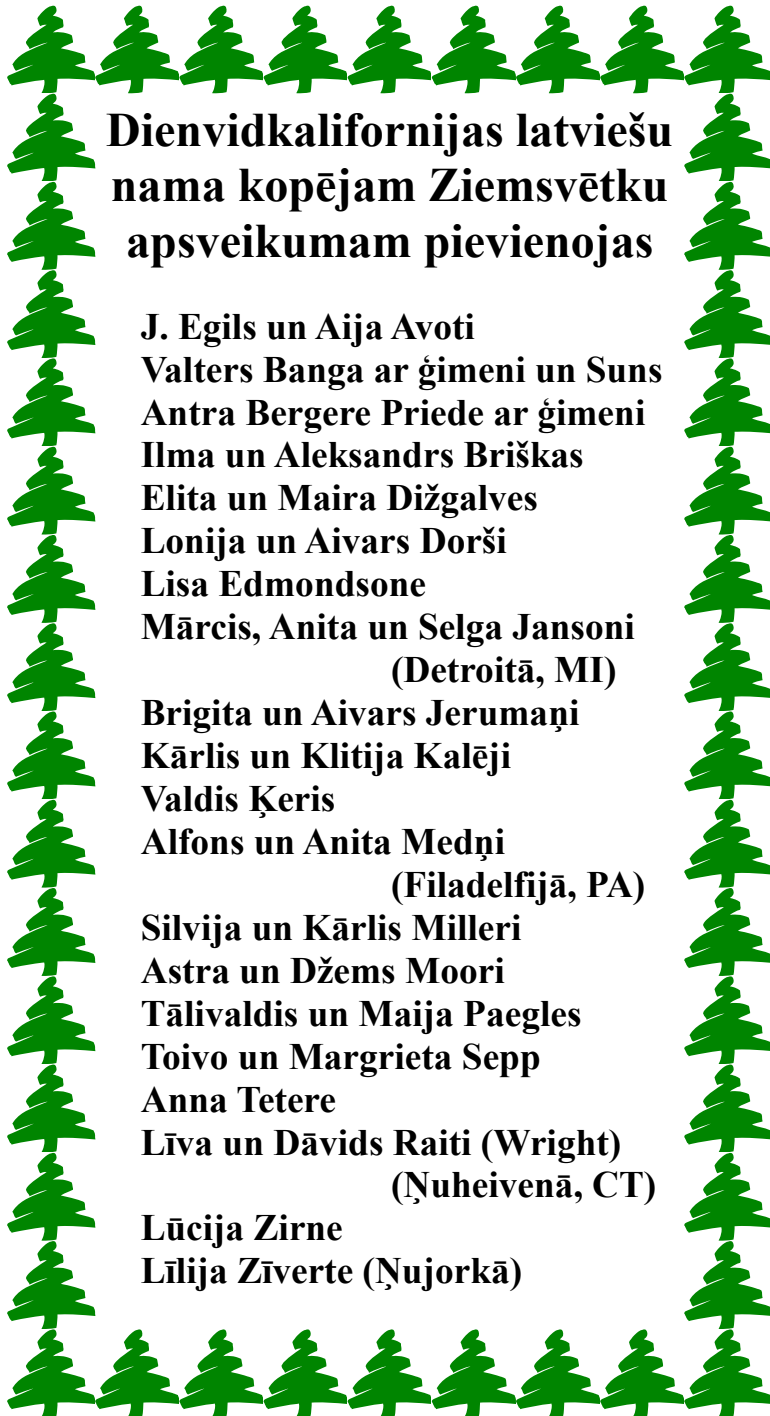 Dienvidkalifornijas latviešu
nama kopējam Ziemsvētku
apsveikumam pievienojas
J. Egils un Aija Avoti
Valters Banga ar ģimeni un Suns
Antra Bergere Priede ar ģimeni
Ilma un Aleksandrs Briškas
Elita un Maira Dižgalves
Lonija un Aivars Dorši
Lisa Edmondsone
Mārcis, Anita un Selga Jansoni
(Detroitā, MI)
Brigita un Aivars Jerumaņi
Kārlis un Klitija Kalēji
Valdis Ķeris
Alfons un Anita Medņi
(Filadelfijā, PA)
Silvija un Kārlis Milleri
Astra un Džems Moori
Tālivaldis un Maija Paegles
Toivo un Margrieta Sepp
Anna Tetere
Līva un Dāvids Raiti (Wright)
(Ņuheivenā, CT)
Lūcija Zirne
Līlija Zīverte (Ņujorkā)